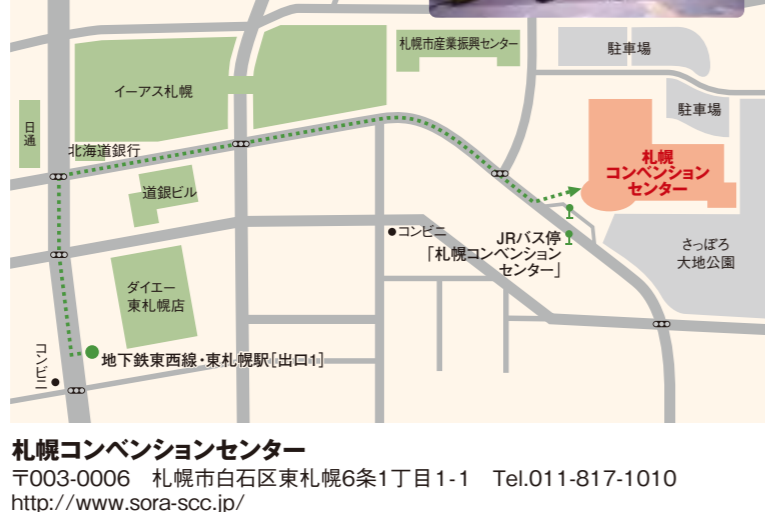 札幌市産業振興センター
駐車場
イーアス札幌
駐車場
日通
北海道銀行
札幌
コンベンション
センター
道銀ビル
コンビニ
JRバス停
「札幌コンベンション
センター」
さっぽろ
大地公園
ダイエー
東札幌店
コンビニ
地下鉄東西線・東札幌駅[出口1]
札幌コンベンションセンター
〒003-0006　札幌市白石区東札幌6条1丁目1-1　Tel.011-817-1010
http://www.sora-scc.jp/